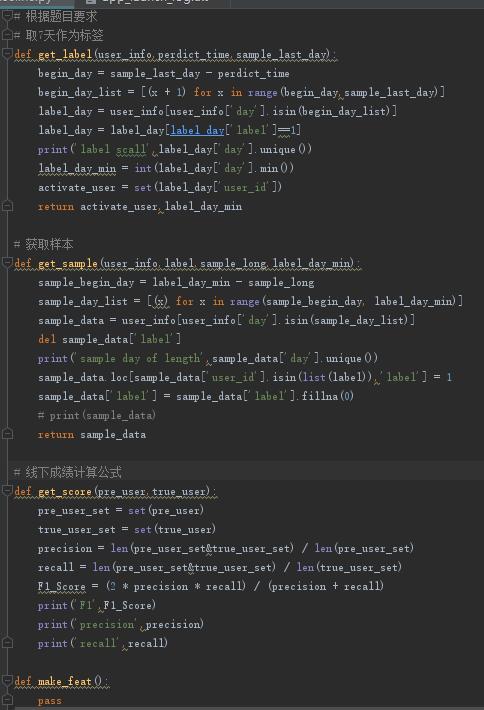 # 根据题目要求
# 取7天作为标签
def get_label(user_info,perdict_time,sample_last_day):
    begin_day = sample_last_day - perdict_time
    begin_day_list = [(x + 1) for x in range(begin_day,sample_last_day)]
    label_day = user_info[user_info['day'].isin(begin_day_list)]
    label_day = label_day[label_day['label']==1]
    print('label scall',label_day['day'].unique())
    label_day_min = int(label_day['day'].min())
    activate_user = set(label_day['user_id'])
    return activate_user,label_day_min
# 获取样本
def get_sample(user_info,label,sample_long,label_day_min):
    sample_begin_day = label_day_min - sample_long
    sample_day_list = [(x) for x in range(sample_begin_day, label_day_min)]
    sample_data = user_info[user_info['day'].isin(sample_day_list)]
    del sample_data['label']
    print('sample day of length',sample_data['day'].unique())
    sample_data.loc[sample_data['user_id'].isin(list(label)),'label'] = 1
    sample_data['label'] = sample_data['label'].fillna(0)
    # print(sample_data)
    return sample_data
# 线下成绩计算公式
def get_score(pre_user,true_user):
    pre_user_set = set(pre_user)
    true_user_set = set(true_user)
    precision = len(pre_user_set&true_user_set) / len(pre_user_set)
    recall = len(pre_user_set&true_user_set) / len(true_user_set)
    F1_Score = (2 * precision * recall) / (precision + recall)
    print('F1',F1_Score)
    print('precision',precision)
    print('recall',recall)
def make_feat():
    pass